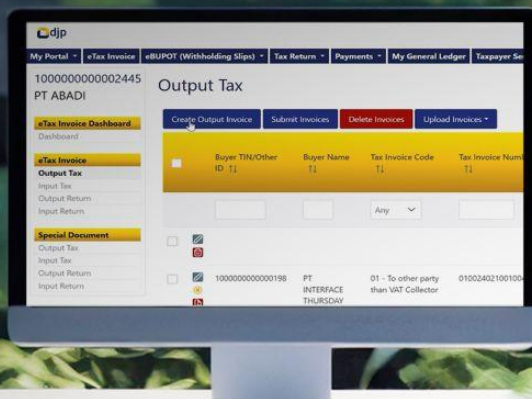 djp
My Portal eTax Invoice eBUPOT (Withholding Slips) Tax Return Payments My General Ledger Taxpayer
1000000000002445
PT ABADI
Output Tax
eTax Invoice Dashboard
Dashboard
eTax Invoice
Output Tax
Input Tax
Output Return
Input Return
Special Document
Output Tax
Input Tax
Output Return
Input Return
Create Output Invoice Submit Invoices Delete Invoices Upload Invoices
Buyer TIN/Other Buyer Name Tax Invoice Code Tax Invoice
ID
Any
1000000000000198 PT 01 - To other party
INTERFACE than VAT Collector
THURSDAY